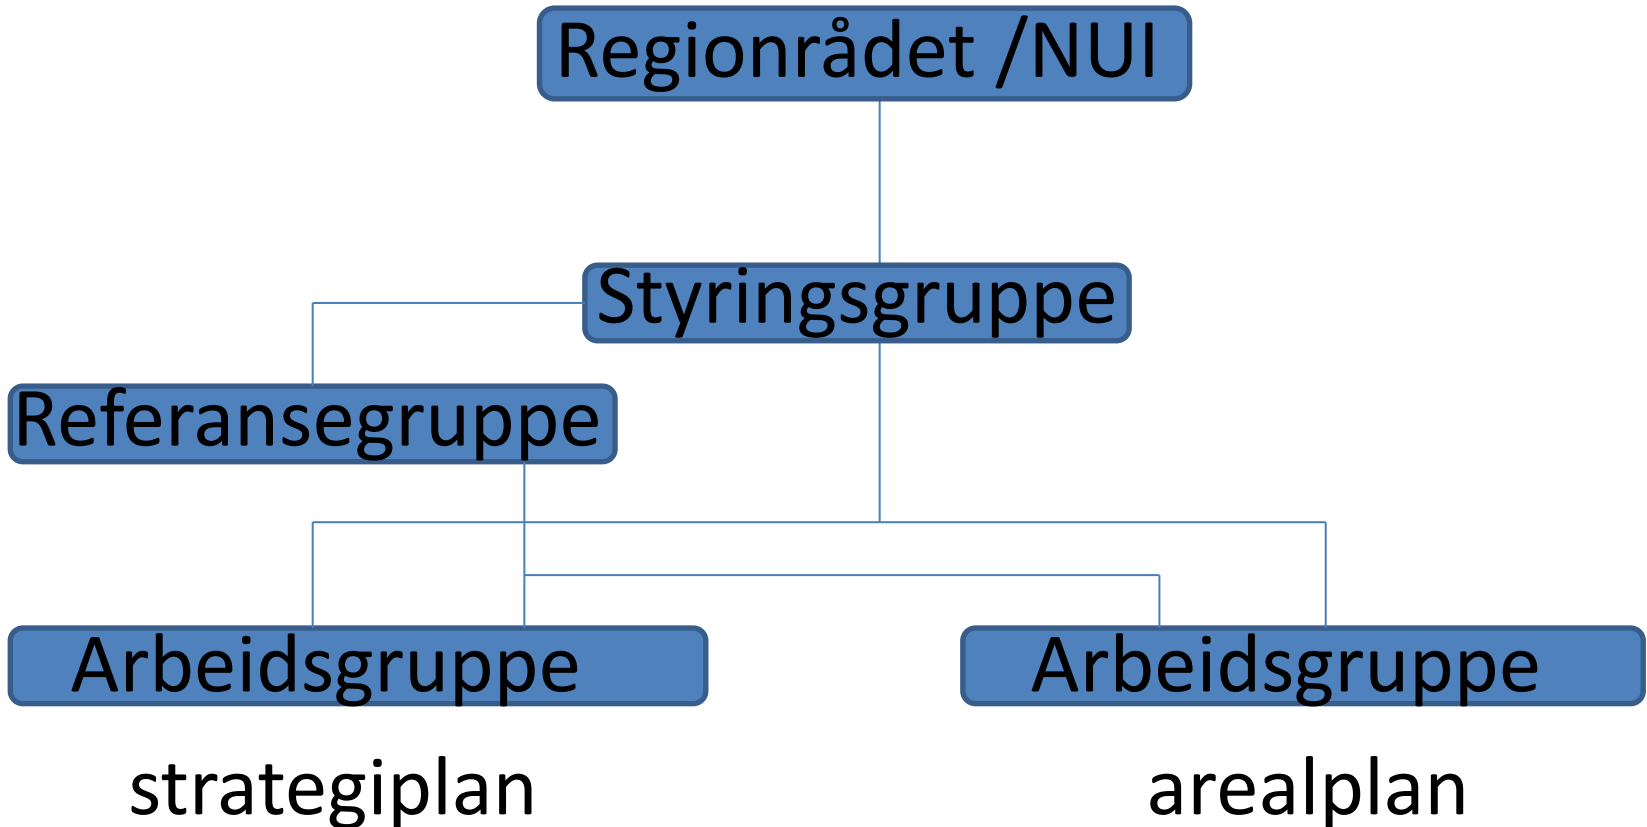 Regionrådet /NUI
Styringsgruppe
Referansegruppe
Arbeidsgruppe
strategiplan
Arbeidsgruppe
arealplan